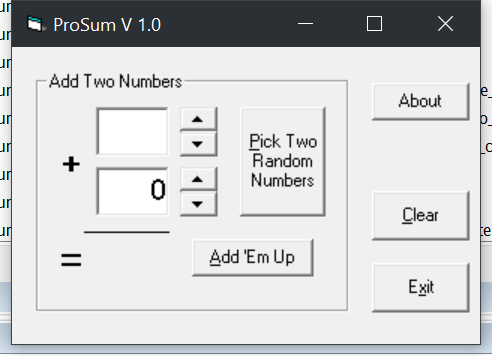 ProSum V 1.0
Add Two Numbers
+
0
=
Pick Two
Random
Numbers
Add 'Em Up
About
Clear
Exit